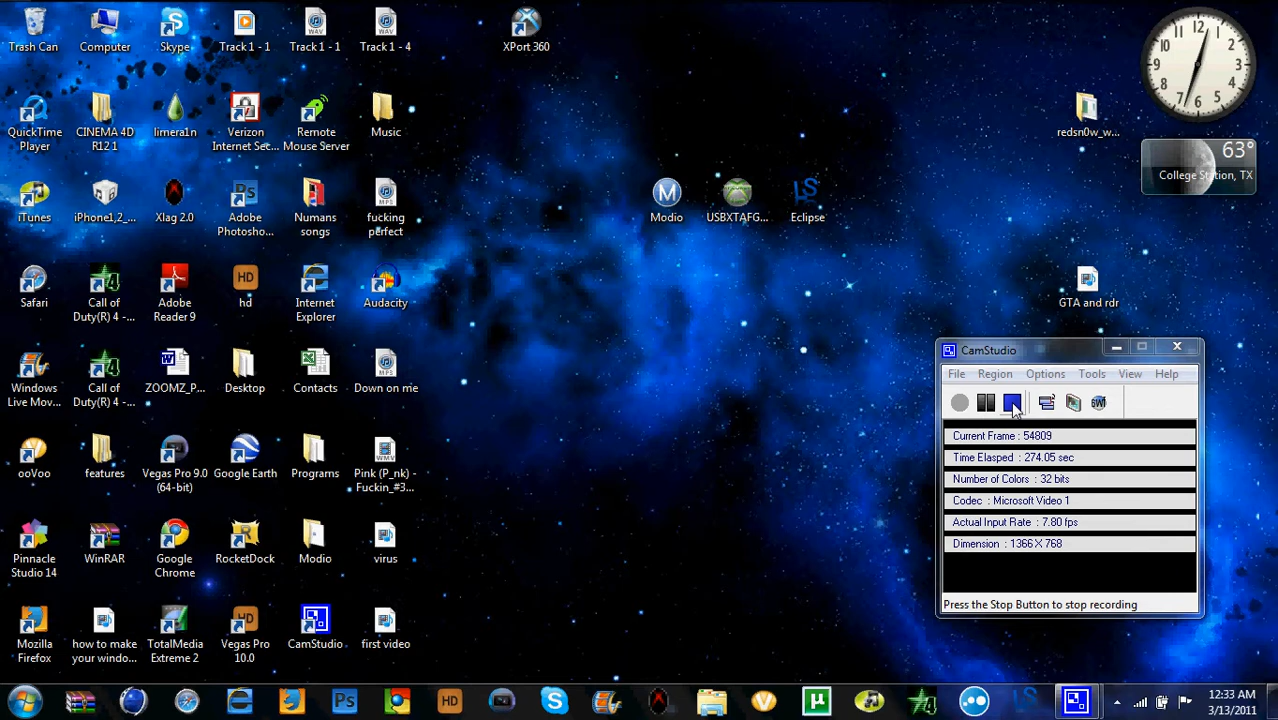 Trash Can
Computer
Skype
Track 1 - 1
Track 1 - 1
Track 1 - 4
XPort 360
QuickTime Player
CINEMA 4D R12 1
limera1n
Verizon Internet Sec...
Remote Mouse Server
Music
redsn0w_w...
63°
College Station, TX
iTunes
iPhone1,2_...
Xlag 2.0
Adobe Photosho...
Numans songs
fucking perfect
Modio
USBXTAFG...
Eclipse
Safari
Call of Duty(R) 4 -...
Adobe Reader 9
HD
hd
Internet Explorer
Audacity
GTA and rdr
Windows Live Mov...
Call of Duty(R) 4 -...
ZOOMZ_P...
Desktop
Contacts
Down on me
CamStudio
File Region Options Tools View Help
Current Frame : 54809
Time Elasped : 274.05 sec
Number of Colors : 32 bits
Codec : Microsoft Video 1
Actual Input Rate : 7.80 fps
Dimension : 1366 X 768
Press the Stop Button to stop recording
ooVoo
features
Vegas Pro 9.0 (64-bit)
Google Earth
Programs
Pink (P_nk) - Fuckin_#3...
Pinnacle Studio 14
WinRAR
Google Chrome
RocketDock
Modio
virus
Mozilla Firefox
how to make your windo...
TotalMedia Extreme 2
HD
Vegas Pro 10.0
CamStudio
first video
12:33 AM
3/13/2011